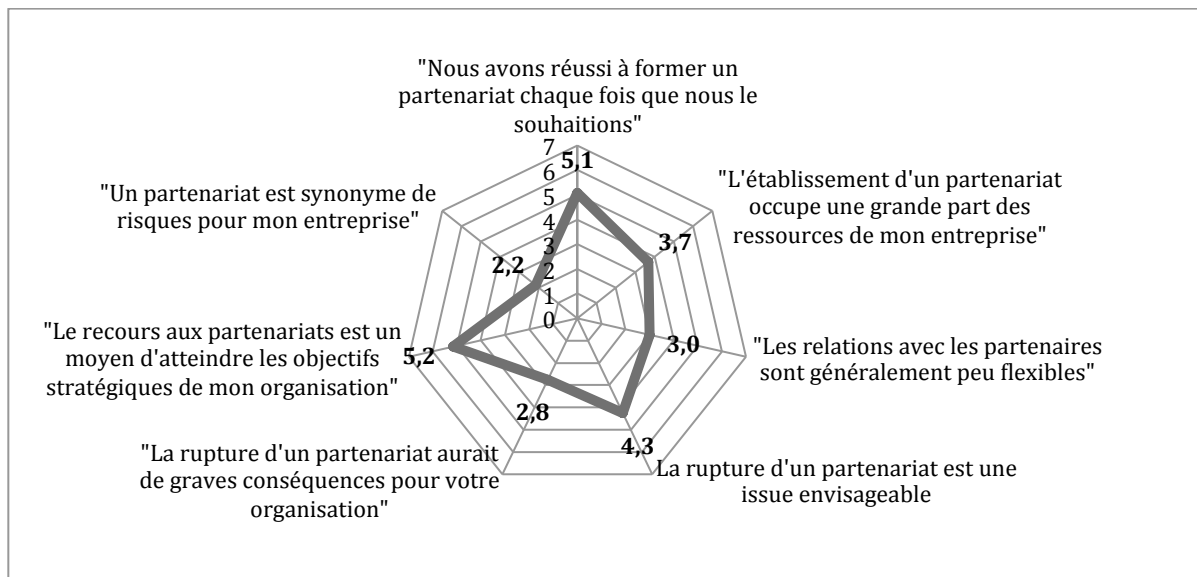 "Nous avons réussi à former un
partenariat chaque fois que nous le
souhaitions"
7
5,1
6
5
4
3
2
1
0
"L'établissement d'un partenariat
occupe une grande part des
ressources de mon entreprise"
3,7
"Les relations avec les partenaires
sont généralement peu flexibles"
3,0
La rupture d'un partenariat est une
issue envisageable
4,3
"La rupture d'un partenariat aurait
de graves conséquences pour votre
organisation"
2,8
"Le recours aux partenariats est un
moyen d'atteindre les objectifs
stratégiques de mon organisation"
5,2
"Un partenariat est synonyme de
risques pour mon entreprise"
2,2